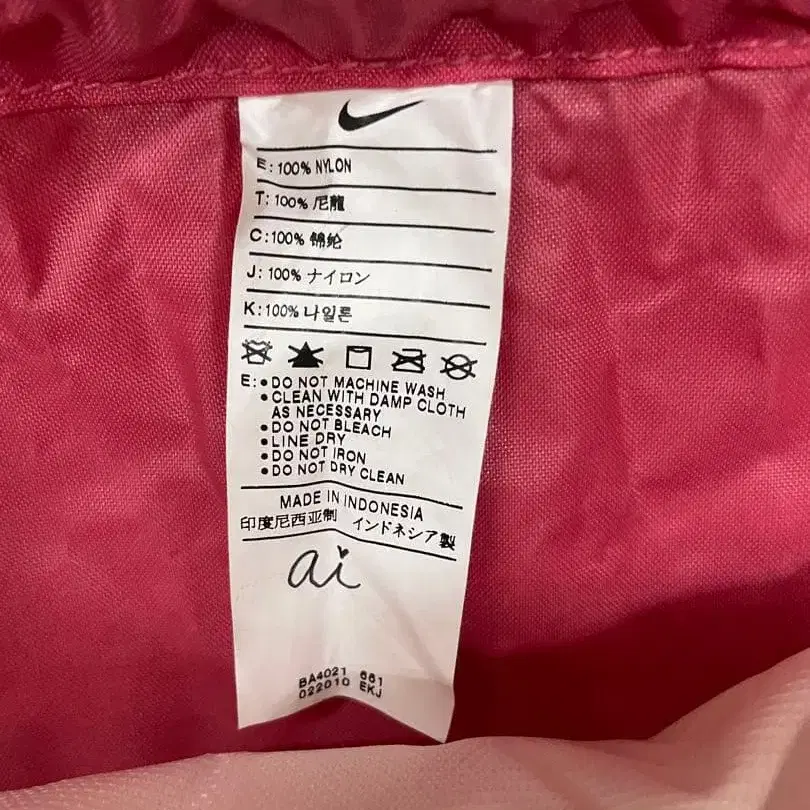 E: 100% NYLON
T: 100% 尼龍
C: 100% 锦纶
J: 100% ナイロン
K: 100% 나일론
E: • DO NOT MACHINE WASH
• CLEAN WITH DAMP CLOTH
AS NECESSARY
• DO NOT BLEACH
• LINE DRY
• DO NOT IRON
• DO NOT DRY CLEAN
MADE IN INDONESIA
印度尼西亚制 インドネシア製
ai
BA4021 661
022010 EKJ